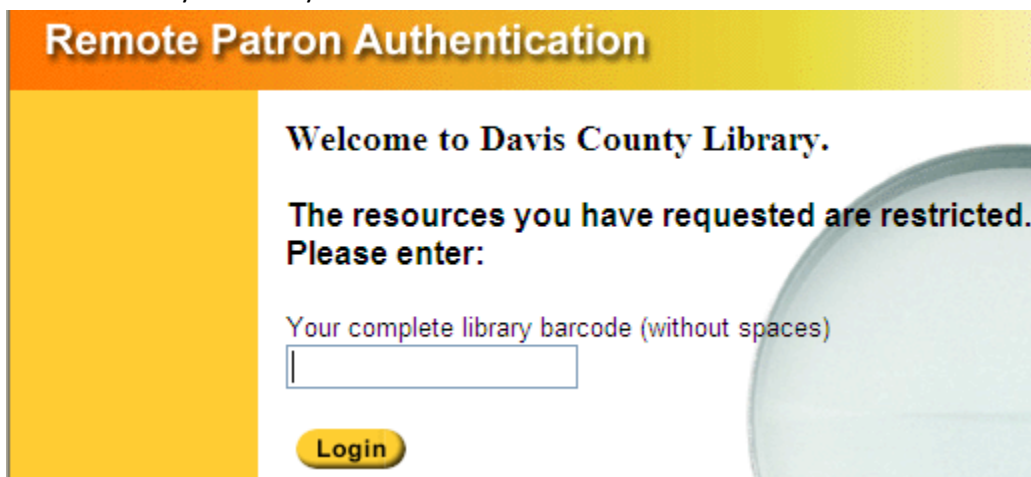 Remote Patron Authentication
Welcome to Davis County Library.
The resources you have requested are restricted.
Please enter:
Your complete library barcode (without spaces)
Login